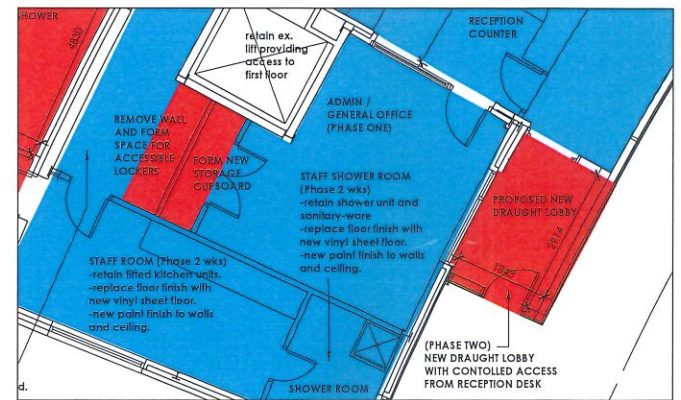 SHOWER
4830
retain ex.
lift providing
access to
first floor
RECEPTION
COUNTER
ADMIN /
GENERAL OFFICE
(PHASE ONE)
REMOVE WALL
AND FORM
SPACE FOR
ACCESSIBLE
LOCKERS
FORM NEW
STORAGE
CUPBOARD
STAFF SHOWER ROOM
(Phase 2 wks)
-retain shower unit and
sanitary-ware
-replace floor finish with
new vinyl sheet floor.
-new paint finish to walls
and ceiling.
PROPOSED NEW
DRAUGHT LOBBY
2214
1848
STAFF ROOM (Phase 2 wks)
-retain fitted kitchen units.
-replace floor finish with
new vinyl sheet floor.
-new paint finish to walls
and ceiling.
(PHASE TWO)
NEW DRAUGHT LOBBY
WITH CONTOLLED ACCESS
FROM RECEPTION DESK
SHOWER ROOM
d.